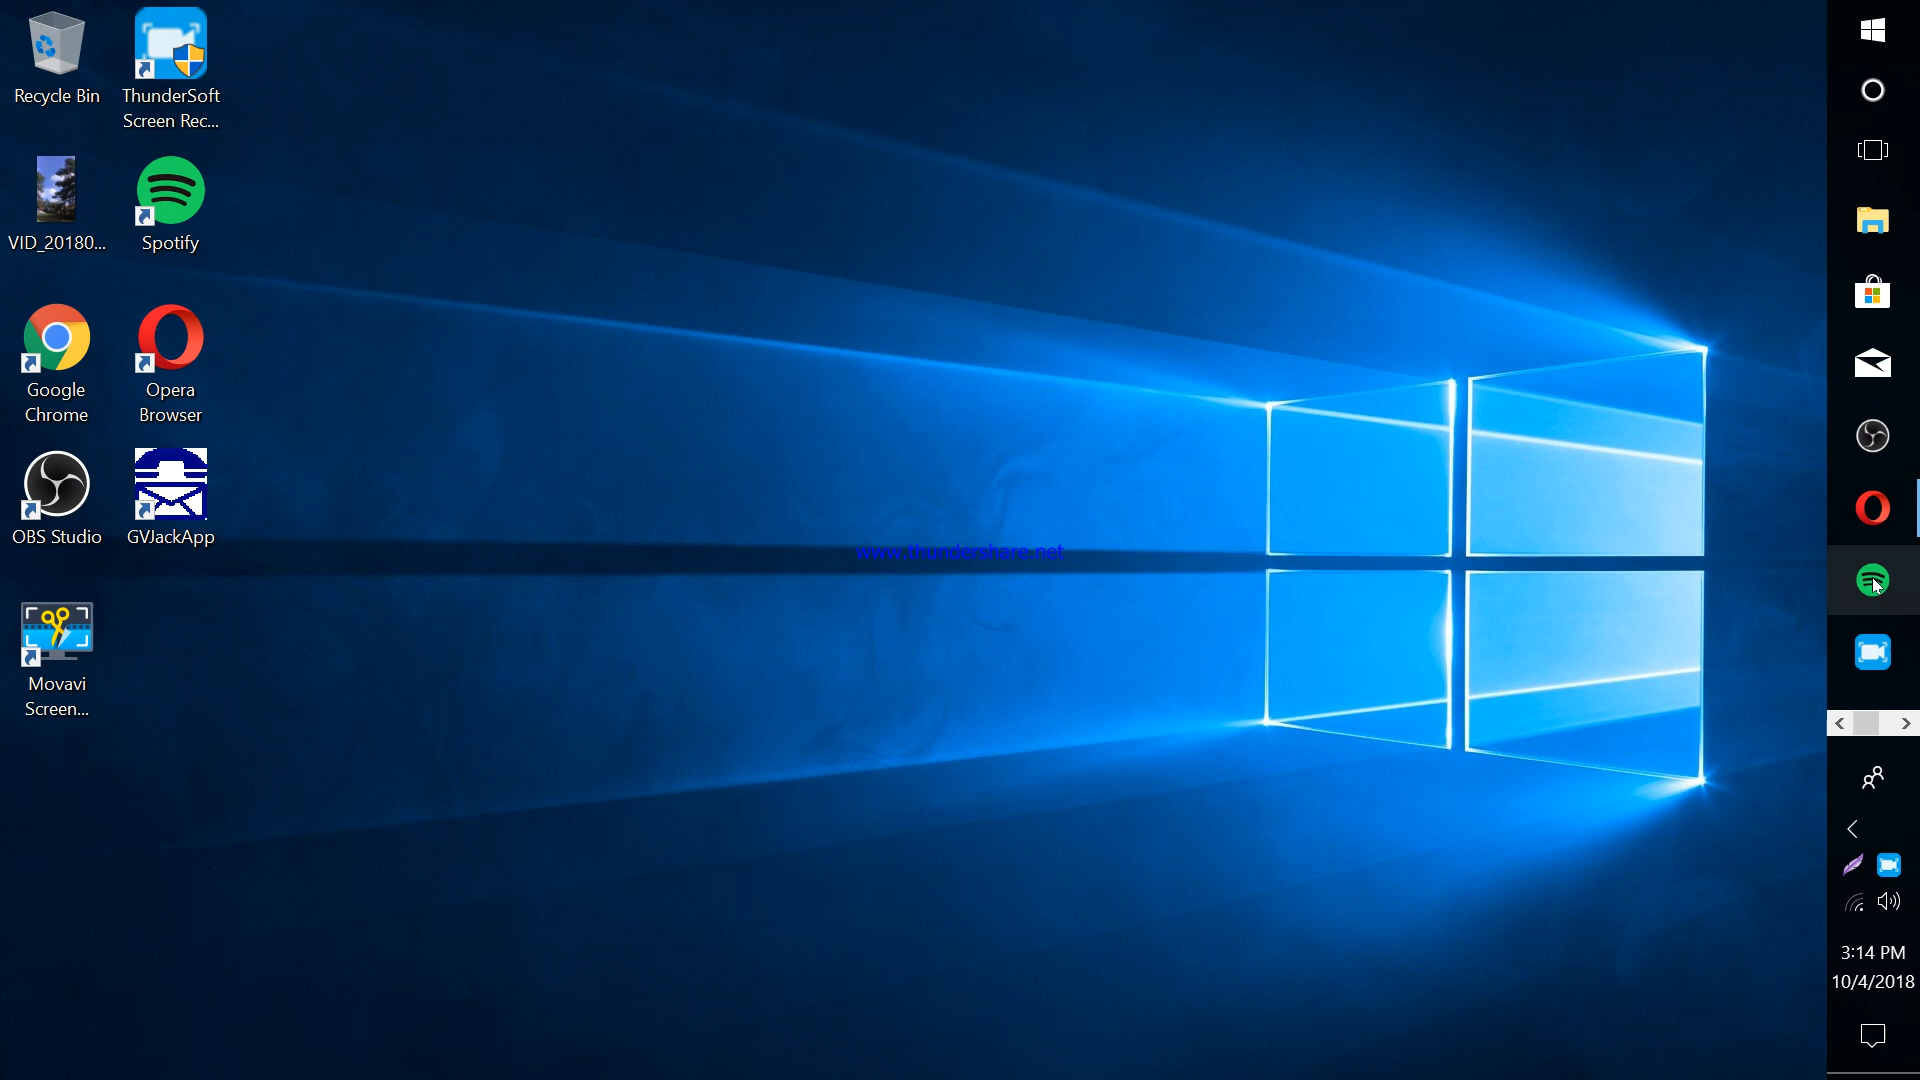 Recycle Bin
ThunderSoft
Screen Rec...
VID_20180...
Spotify
Google
Chrome
Opera
Browser
OBS Studio
GVJackApp
Movavi
Screen...
www.thundershare.net
3:14 PM
10/4/2018